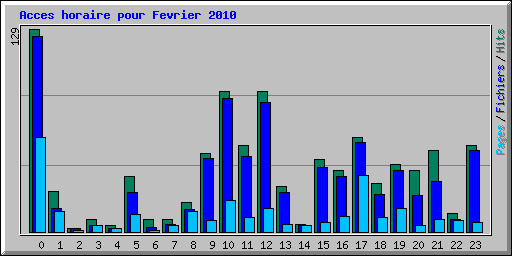 Acces horaire pour Fevrier 2010
129
Pages / Fichiers / Hits
0 1 2 3 4 5 6 7 8 9 10 11 12 13 14 15 16 17 18 19 20 21 22 23